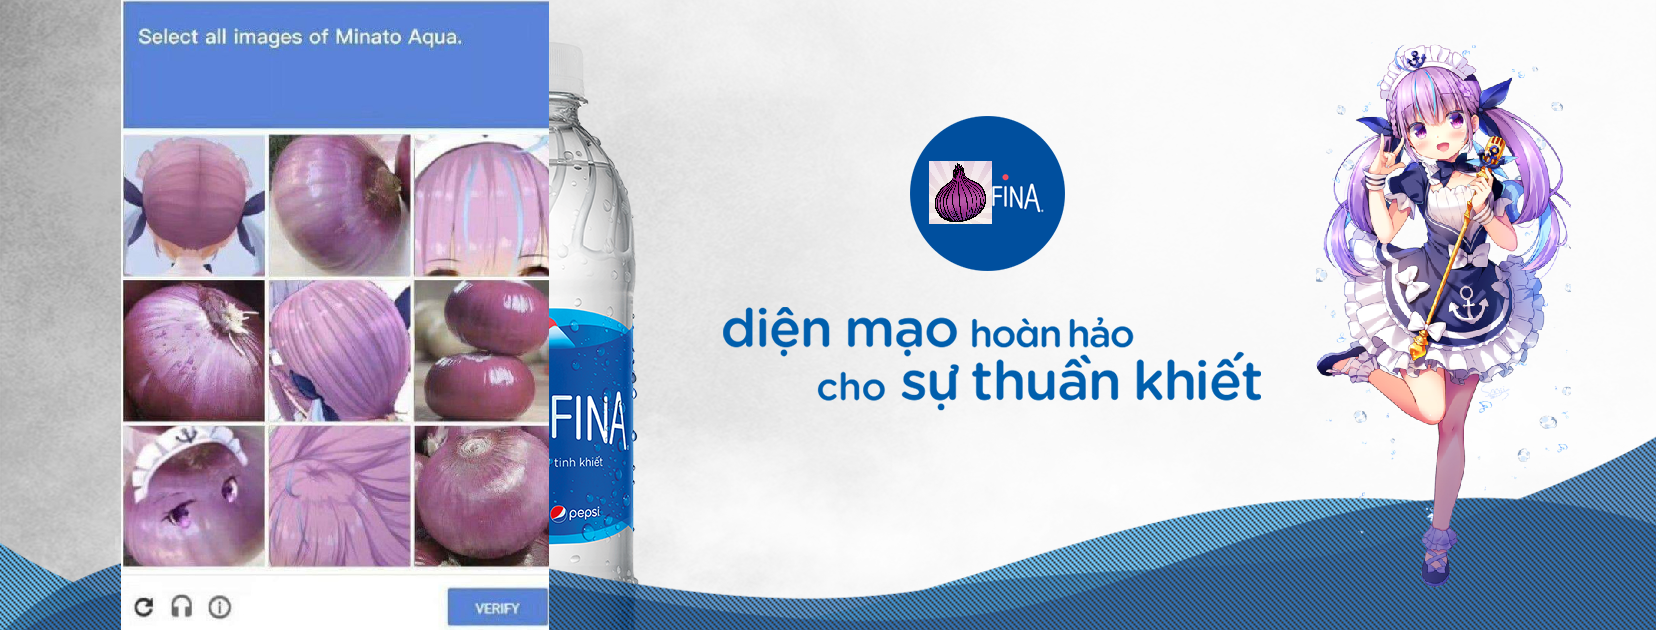 Select all images of Minato Aqua.
VERIFY
FINA
tinh khiết
pepsi
FINA
diện mạo hoàn hảo
cho sự thuần khiết